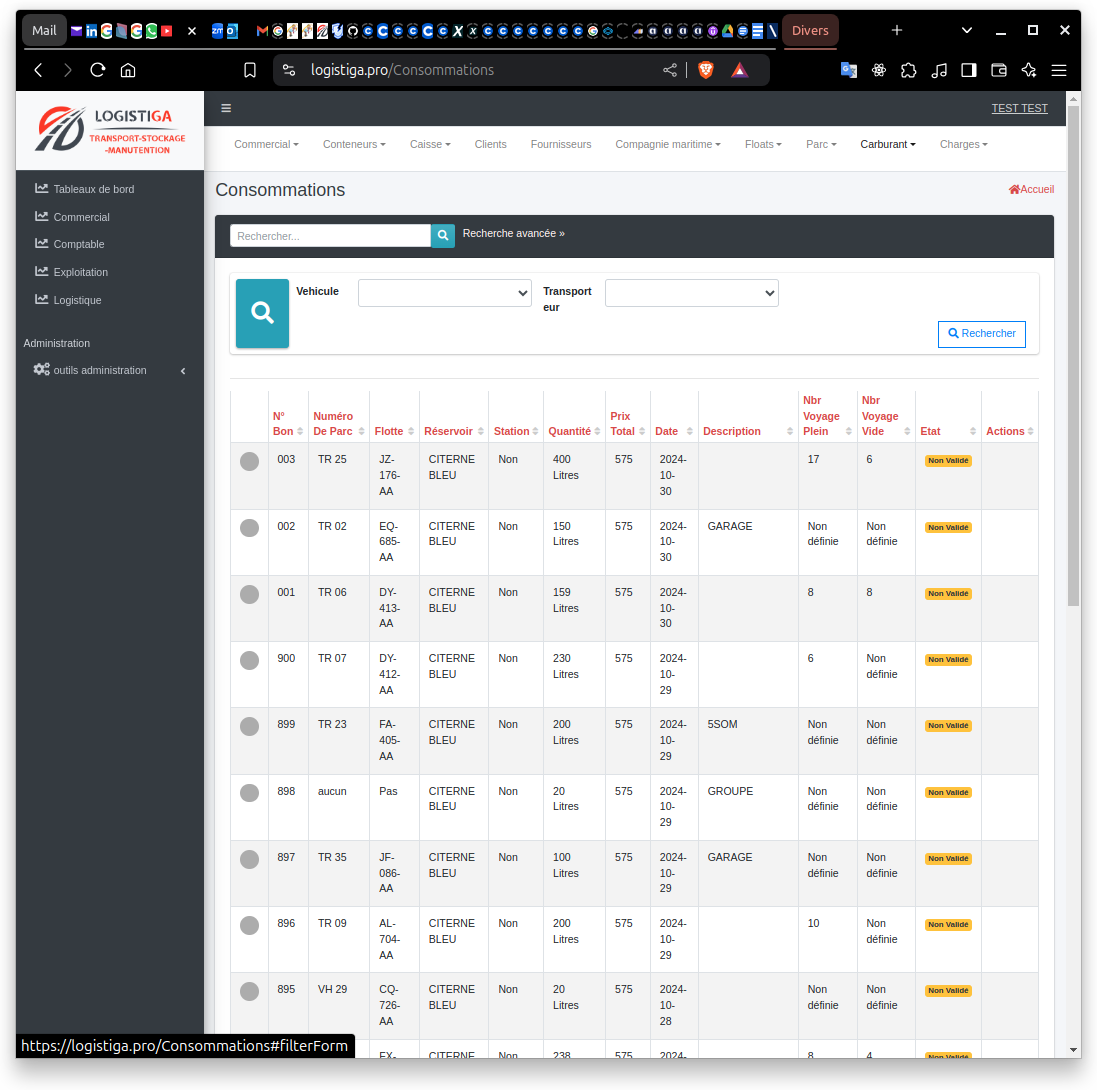 Mail
Divers
logistiga.pro/Consommations
LOGISTIGA
TRANSPORT-STOCKAGE
-MANUTENTION
TEST TEST
Commercial Conteneurs Caisse Clients Fournisseurs Compagnie maritime Floats Parc Carburant Charges
Tableaux de bord
Commercial
Comptable
Exploitation
Logistique
Administration
outils administration
Consommations
Accueil
Rechercher... Recherche avancée »
Vehicule Transport
eur
Rechercher
N° Bon Numéro De Parc Flotte Réservoir Station Quantité Prix Total Date Description Nbr Voyage Plein Nbr Voyage Vide Etat Actions
003 TR 25 JZ-176-AA CITERNE BLEU Non 400 Litres 575 2024-10-30 17 6 Non Validé
002 TR 02 EQ-685-AA CITERNE BLEU Non 150 Litres 575 2024-10-30 GARAGE Non définie Non définie Non Validé
001 TR 06 DY-413-AA CITERNE BLEU Non 159 Litres 575 2024-10-30 8 8 Non Validé
900 TR 07 DY-412-AA CITERNE BLEU Non 230 Litres 575 2024-10-29 6 Non définie Non Validé
899 TR 23 FA-405-AA CITERNE BLEU Non 200 Litres 575 2024-10-29 5SOM Non définie Non définie Non Validé
898 aucun Pas CITERNE BLEU Non 20 Litres 575 2024-10-29 GROUPE Non définie Non définie Non Validé
897 TR 35 JF-086-AA CITERNE BLEU Non 100 Litres 575 2024-10-29 GARAGE Non définie Non définie Non Validé
896 TR 09 AL-704-AA CITERNE BLEU Non 200 Litres 575 2024-10-29 10 Non définie Non Validé
895 VH 29 CQ-726-AA CITERNE BLEU Non 20 Litres 575 2024-10-28 Non définie Non définie Non Validé
CITERNE Non 238 575 2024- 8 4 Non Validé
https://logistiga.pro/Consommations#filterForm